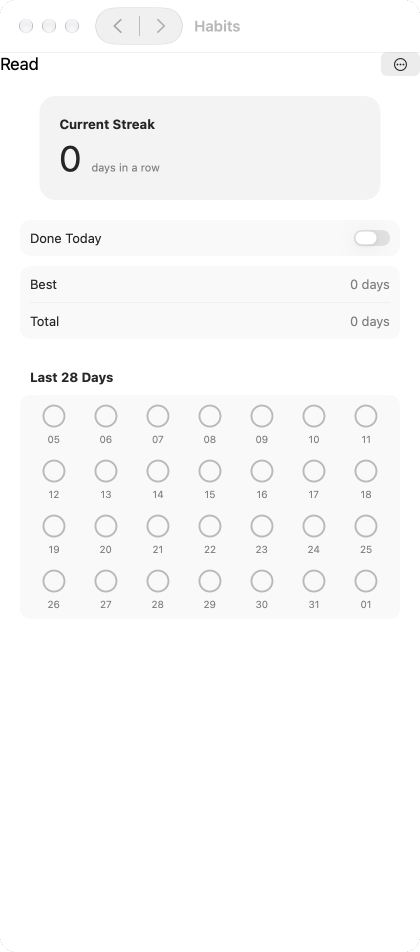 Habits
Read
Current Streak
0 days in a row
Done Today
Best 0 days
Total 0 days
Last 28 Days
05 06 07 08 09 10 11
12 13 14 15 16 17 18
19 20 21 22 23 24 25
26 27 28 29 30 31 01